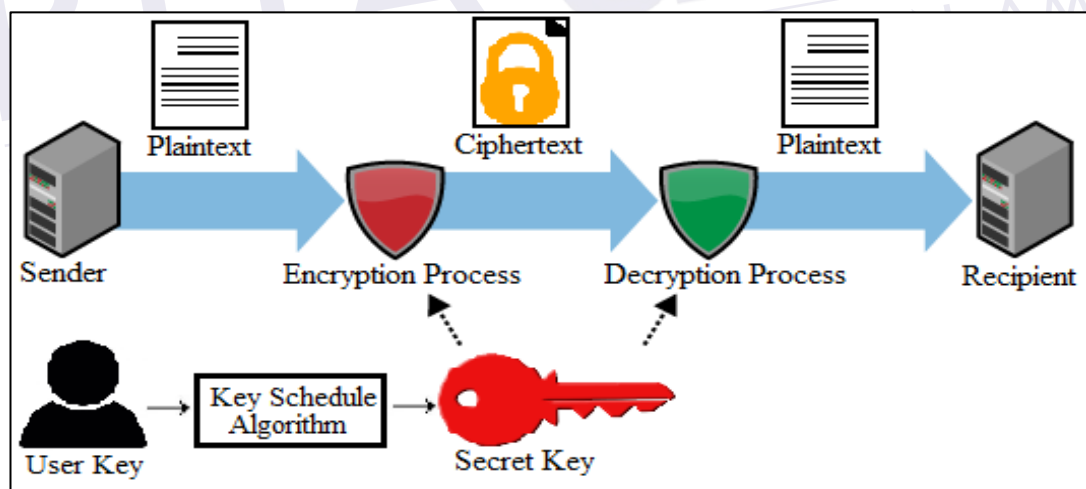 Plaintext
Ciphertext
Plaintext
Sender
Encryption Process
Decryption Process
Recipient
Key Schedule
Algorithm
User Key
Secret Key